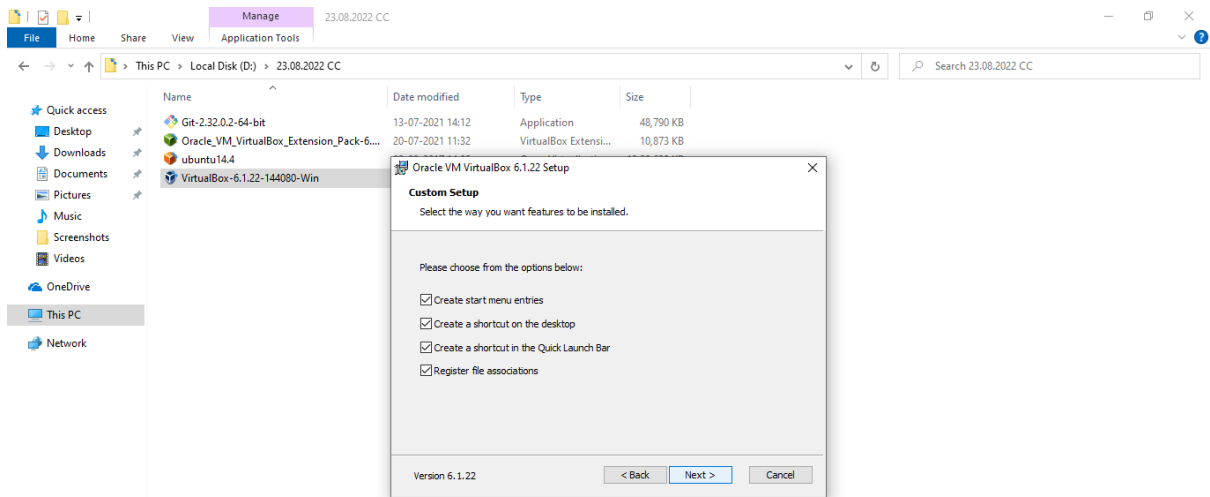 Manage 23.08.2022 CC
File Home Share View Application Tools
This PC > Local Disk (D:) > 23.08.2022 CC
Search 23.08.2022 CC
Name Date modified Type Size
Quick access
Desktop
Downloads
Documents
Pictures
Music
Screenshots
Videos
OneDrive
This PC
Network
Git-2.32.0.2-64-bit 13-07-2021 14:12 Application 48,790 KB
Oracle_VM_VirtualBox_Extension_Pack-6.... 20-07-2021 11:32 VirtualBox Extensi... 10,873 KB
ubuntu14.4
VirtualBox-6.1.22-144080-Win
Oracle VM VirtualBox 6.1.22 Setup
Custom Setup
Select the way you want features to be installed.
Please choose from the options below:
Create start menu entries
Create a shortcut on the desktop
Create a shortcut in the Quick Launch Bar
Register file associations
Version 6.1.22
< Back Next > Cancel